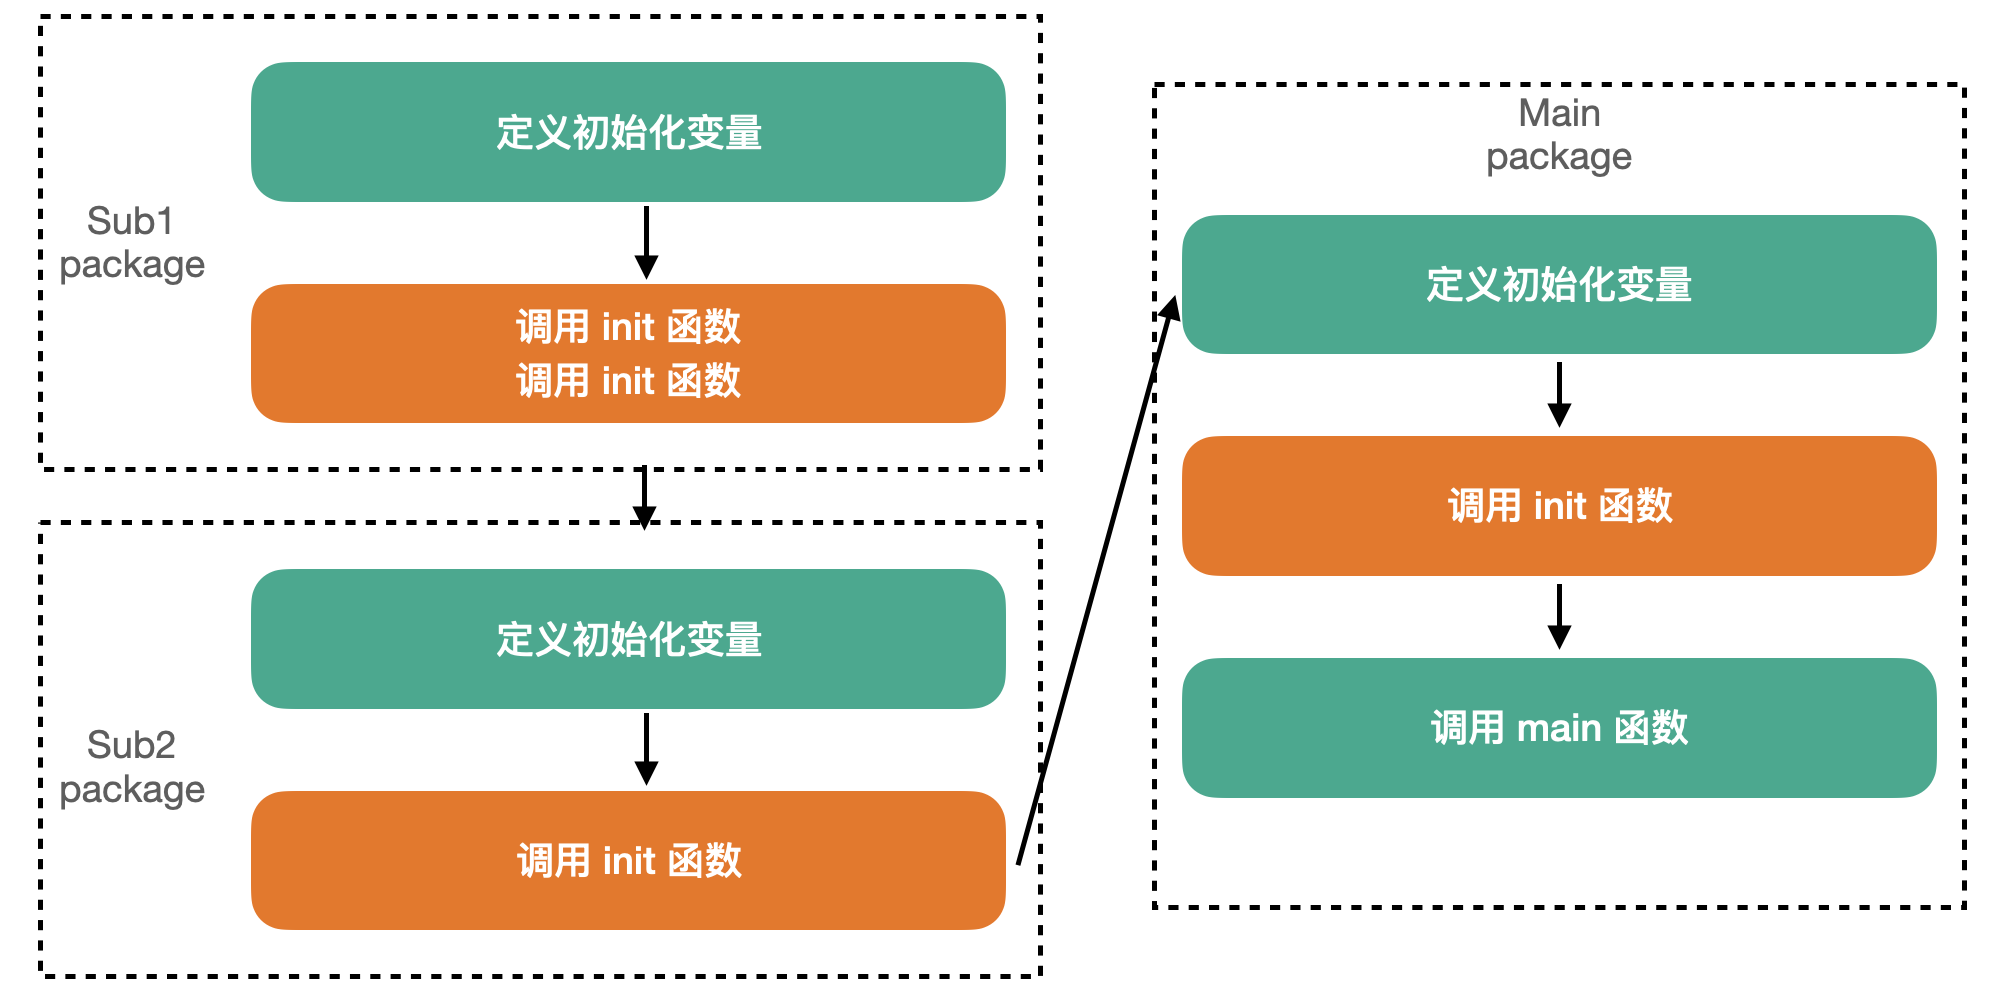 Sub1
package
定义初始化变量
调用 init 函数
调用 init 函数
Sub2
package
定义初始化变量
调用 init 函数
Main
package
定义初始化变量
调用 init 函数
调用 main 函数